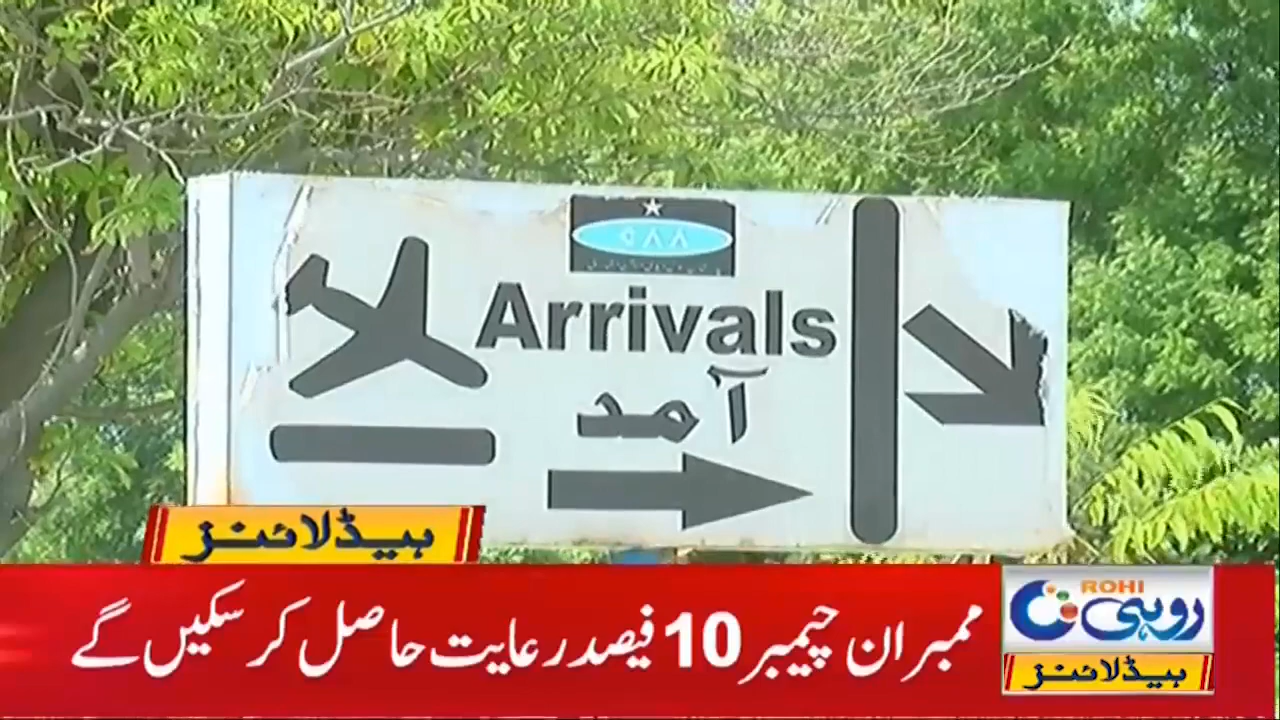 CAA
Arrivals
آمد
ہیڈلائنز
ممبران چیمبر 10 فیصد رعایت حاصل کر سکیں گے
ROHI
روہی
ہیڈلائنز